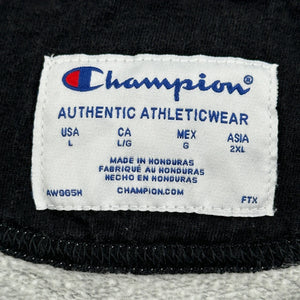 Champion®
AUTHENTIC ATHLETICWEAR
USA CA MEX ASIA
L L/G G 2XL
MADE IN HONDURAS
FABRIQUÉ AU HONDURAS
HECHO EN HONDURAS
AW965H CHAMPION.COM FTX